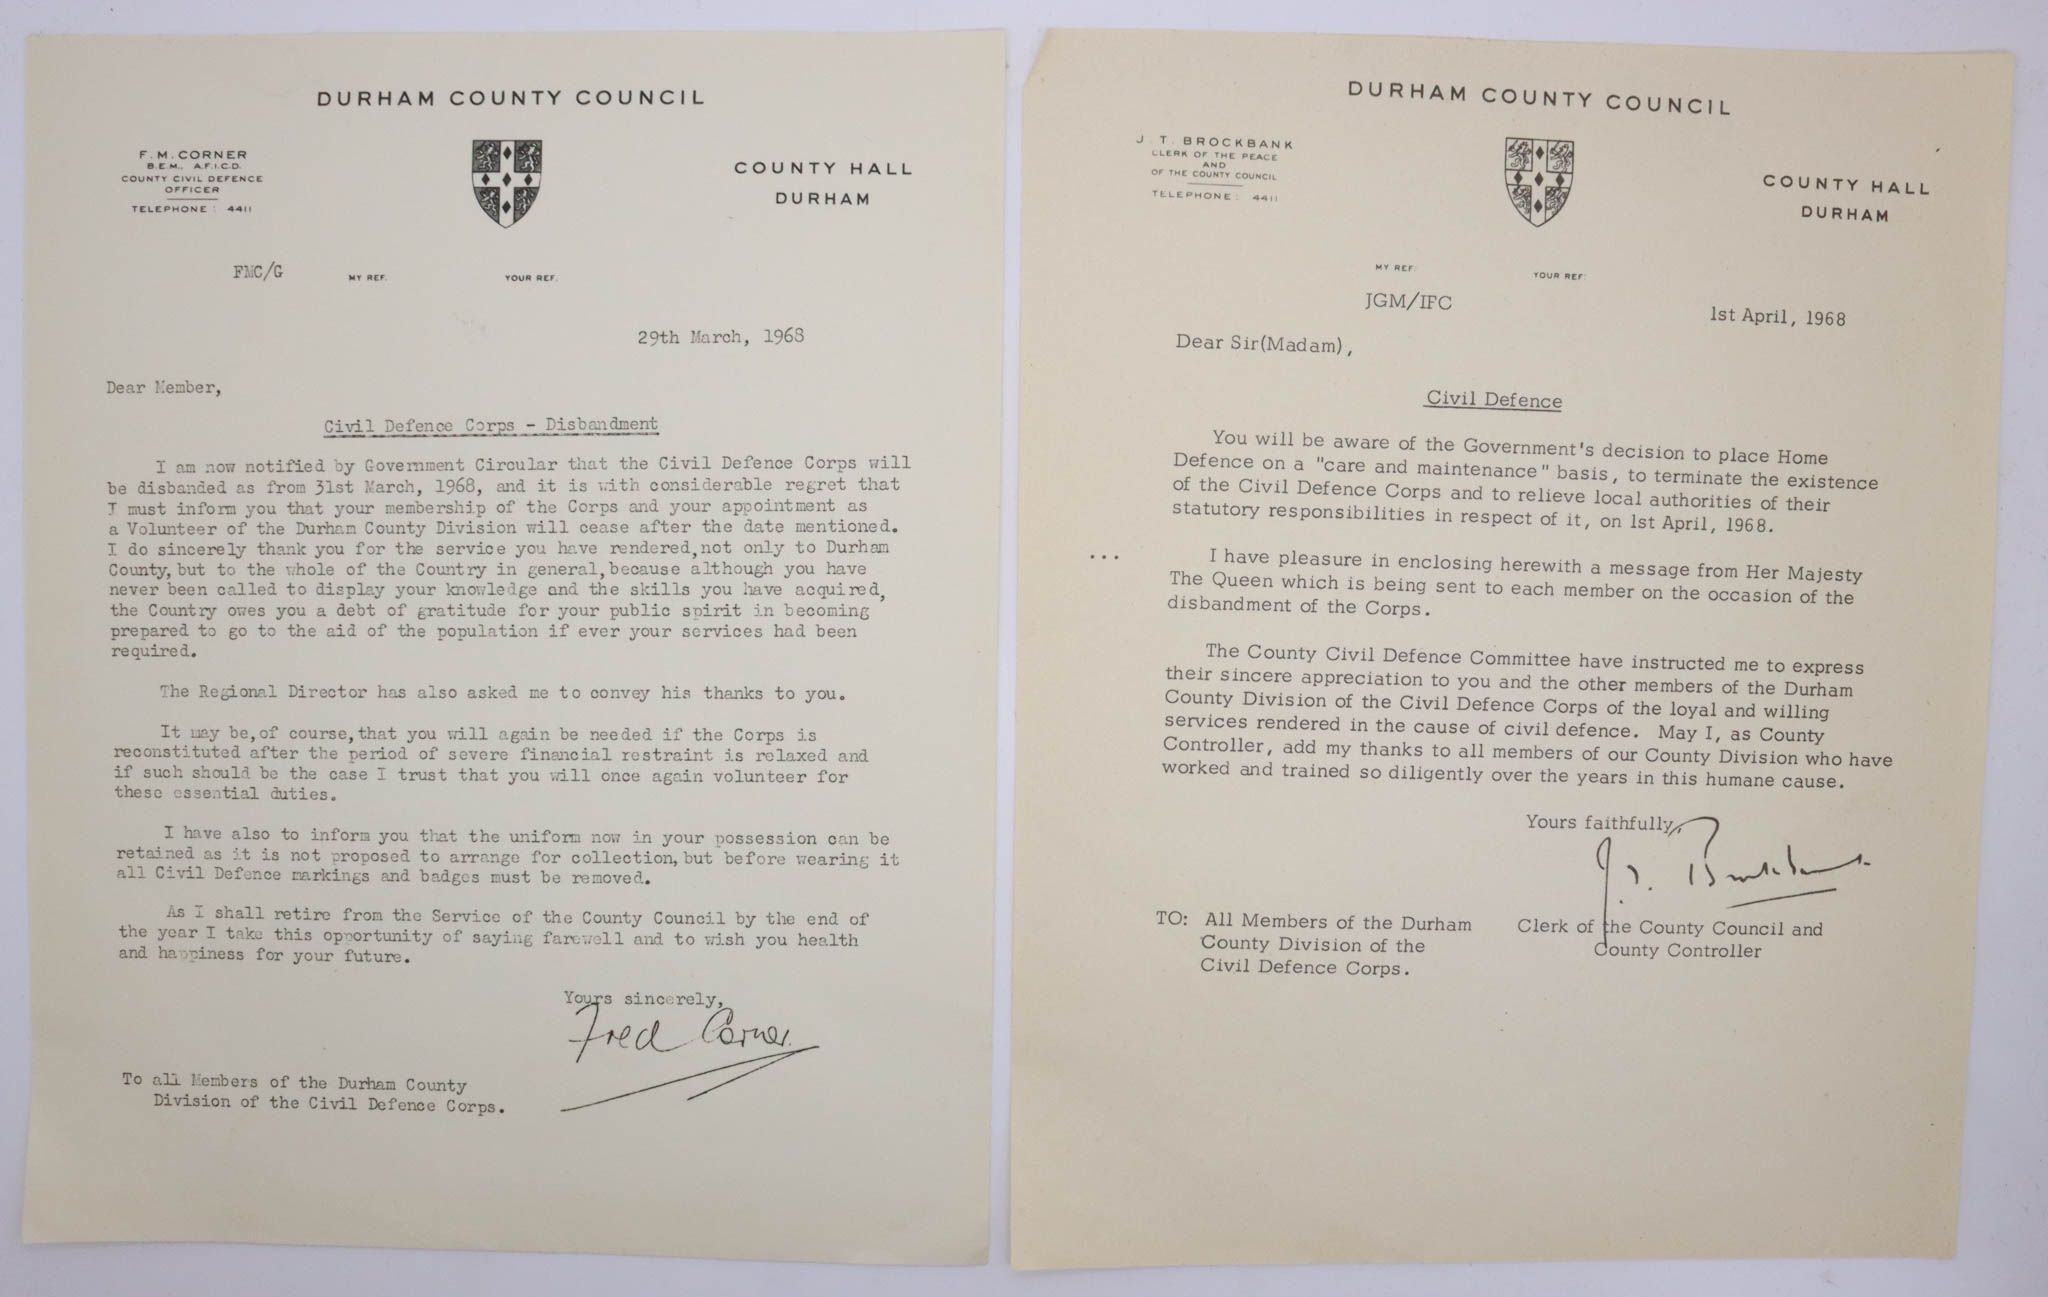 DURHAM COUNTY COUNCIL
F. M. CORNER
B.E.M., A.F.I.C.D.
COUNTY CIVIL DEFENCE
OFFICER
TELEPHONE : 4411
COUNTY HALL
DURHAM
FMC/G MY REF. YOUR REF.
29th March, 1968
Dear Member,
Civil Defence Corps - Disbandment
I am now notified by Government Circular that the Civil Defence Corps will
be disbanded as from 31st March, 1968, and it is with considerable regret that
I must inform you that your membership of the Corps and your appointment as
a Volunteer of the Durham County Division will cease after the date mentioned.
I do sincerely thank you for the service you have rendered, not only to Durham
County, but to the whole of the Country in general, because although you have
never been called to display your knowledge and the skills you have acquired,
the Country owes you a debt of gratitude for your public spirit in becoming
prepared to go to the aid of the population if ever your services had been
required.
The Regional Director has also asked me to convey his thanks to you.
It may be, of course, that you will again be needed if the Corps is
reconstituted after the period of severe financial restraint is relaxed and
if such should be the case I trust that you will once again volunteer for
these essential duties.
I have also to inform you that the uniform now in your possession can be
retained as it is not proposed to arrange for collection, but before wearing it
all Civil Defence markings and badges must be removed.
As I shall retire from the Service of the County Council by the end of
the year I take this opportunity of saying farewell and to wish you health
and happiness for your future.
Yours sincerely,
Fred Corner.
To all Members of the Durham County
Division of the Civil Defence Corps.
DURHAM COUNTY COUNCIL
J. T. BROCKBANK
CLERK OF THE PEACE
AND
OF THE COUNTY COUNCIL
TELEPHONE : 4411
COUNTY HALL
DURHAM
MY REF: YOUR REF:
JGM/IFC
1st April, 1968
Dear Sir(Madam),
Civil Defence
You will be aware of the Government's decision to place Home
Defence on a "care and maintenance" basis, to terminate the existence
of the Civil Defence Corps and to relieve local authorities of their
statutory responsibilities in respect of it, on 1st April, 1968.
... I have pleasure in enclosing herewith a message from Her Majesty
The Queen which is being sent to each member on the occasion of the
disbandment of the Corps.
The County Civil Defence Committee have instructed me to express
their sincere appreciation to you and the other members of the Durham
County Division of the Civil Defence Corps of the loyal and willing
services rendered in the cause of civil defence. May I, as County
Controller, add my thanks to all members of our County Division who have
worked and trained so diligently over the years in this humane cause.
Yours faithfully,
J. T. Brockbank
Clerk of the County Council and
County Controller
TO: All Members of the Durham
County Division of the
Civil Defence Corps.